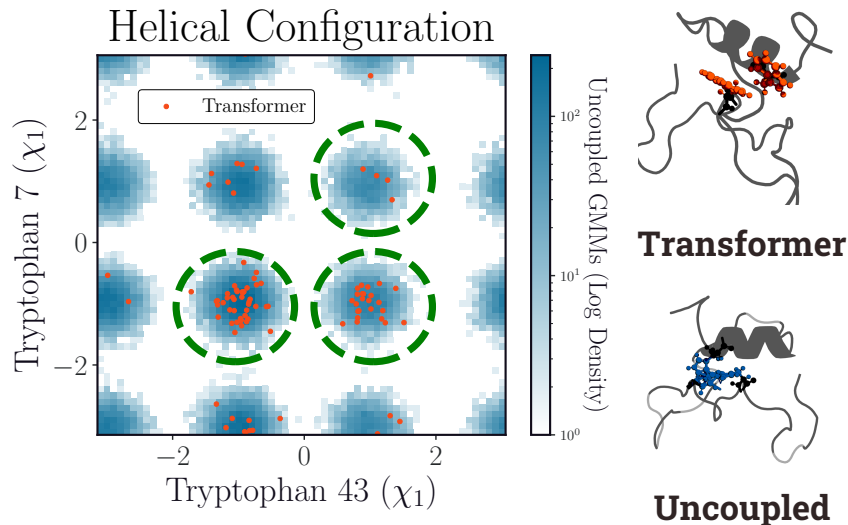 Helical Configuration
Transformer
Tryptophan 7 (χ₁)
2
0
−2
−2
0
2
Tryptophan 43 (χ₁)
10²
10¹
10⁰
Uncoupled GMMs (Log Density)
Transformer
Uncoupled